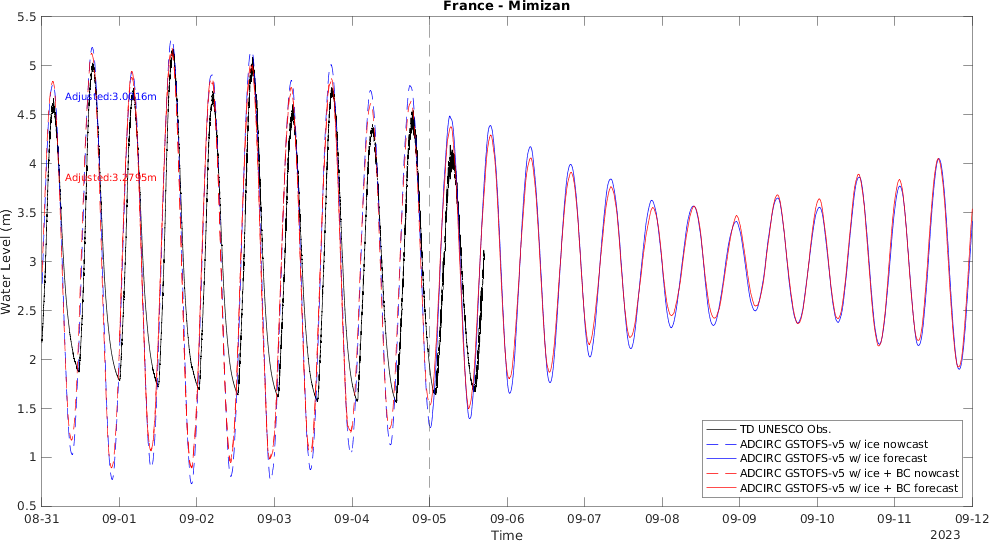 France - Mimizan
5.5
5
4.5
4
3.5
3
2.5
2
1.5
1
0.5
Water Level (m)
Adjusted:3.2795m
08-31
09-01
09-02
09-03
09-04
09-05
09-06
09-07
09-08
09-09
09-10
09-11
09-12
2023
Time
TD UNESCO Obs.
ADCIRC GSTOFS-v5 w/ ice nowcast
ADCIRC GSTOFS-v5 w/ ice forecast
ADCIRC GSTOFS-v5 w/ ice + BC nowcast
ADCIRC GSTOFS-v5 w/ ice + BC forecast